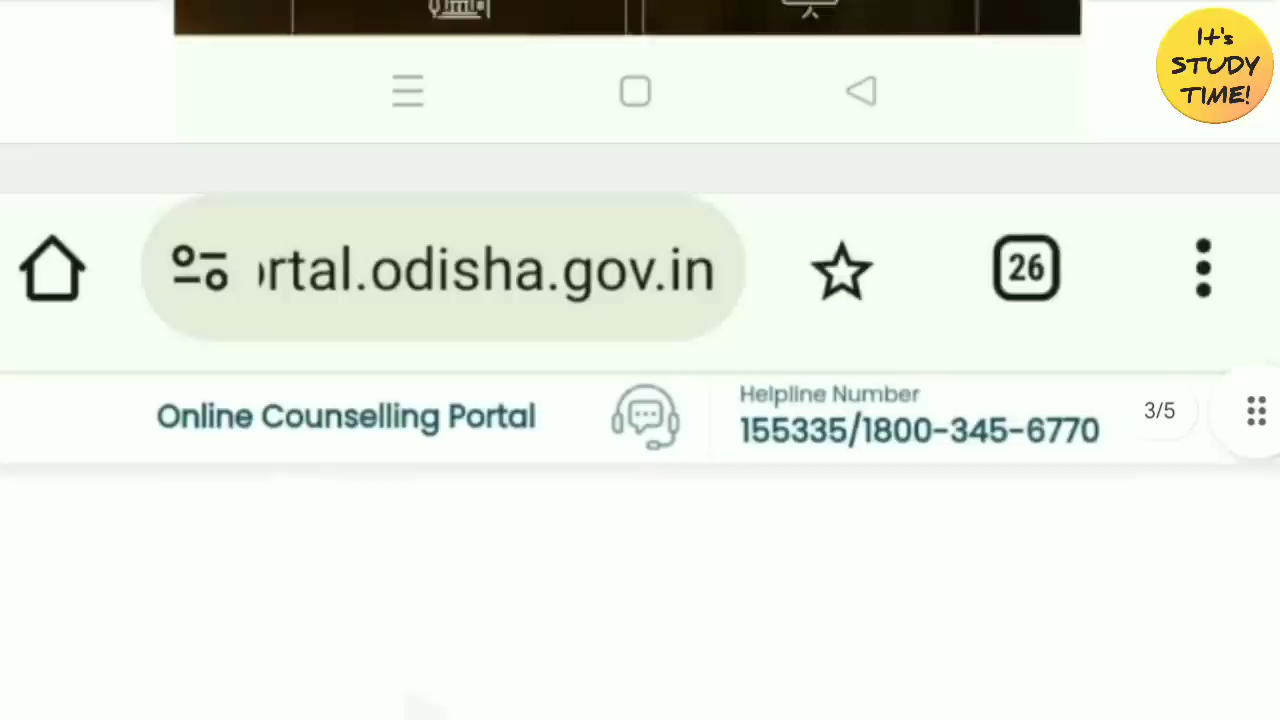 It's
STUDY
TIME!
rtal.odisha.gov.in
26
Online Counselling Portal
Helpline Number
155335/1800-345-6770
3/5